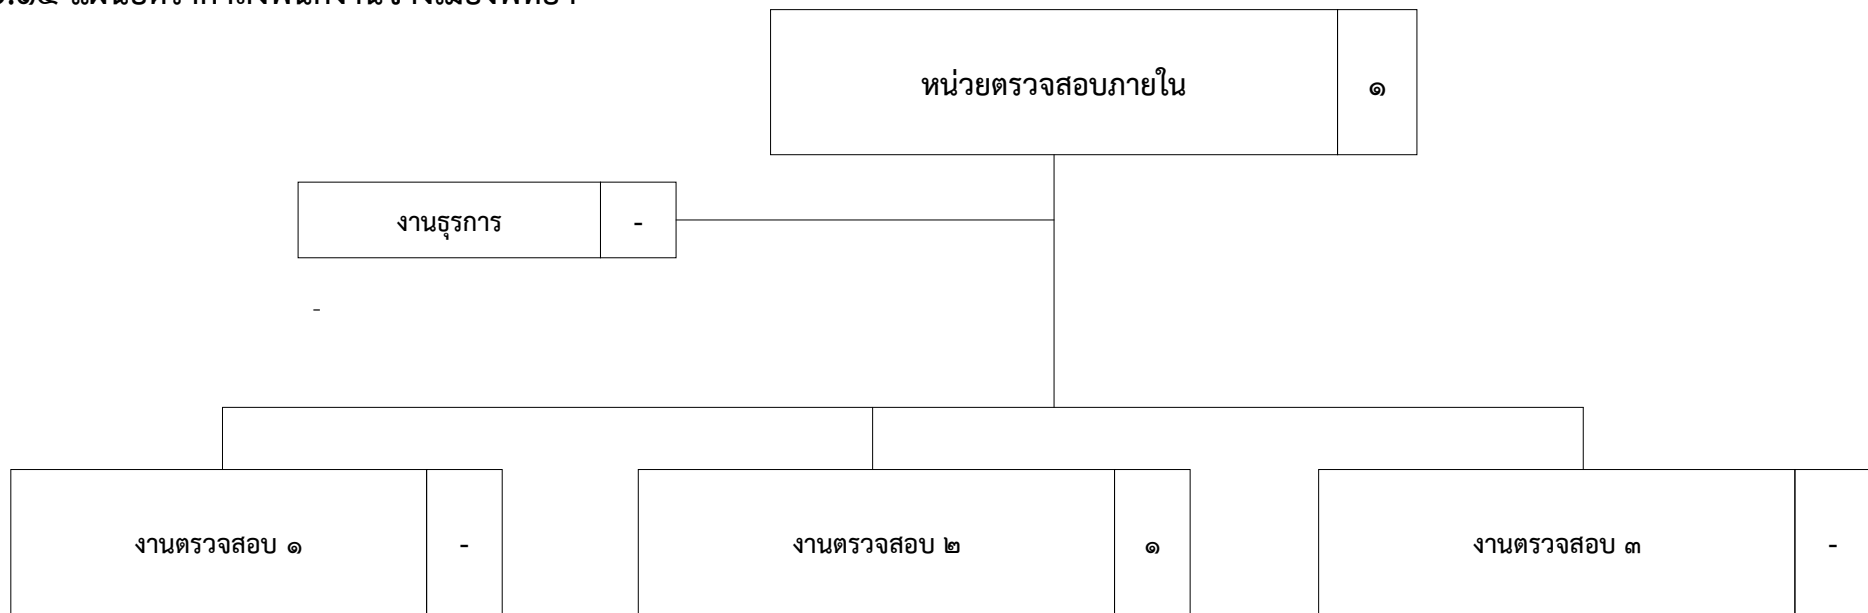 หน่วยตรวจสอบภายใน ๑
งานธุรการ -
-
งานตรวจสอบ ๑ -
งานตรวจสอบ ๒ ๑
งานตรวจสอบ ๓ -